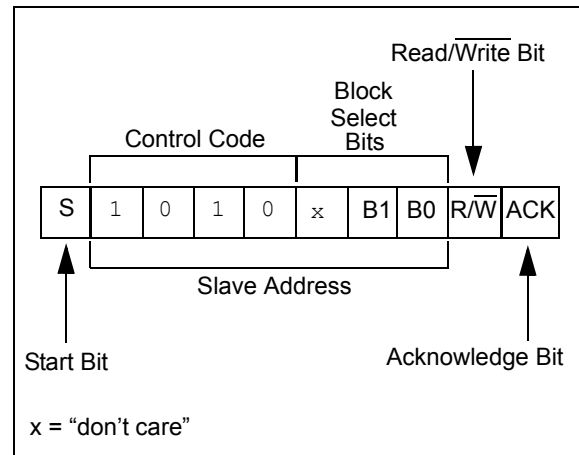 Read/Write Bit
Block
Select
Bits
Control Code
S 1 0 1 0 x B1 B0 R/W ACK
Slave Address
Start Bit
Acknowledge Bit
x = “don’t care”